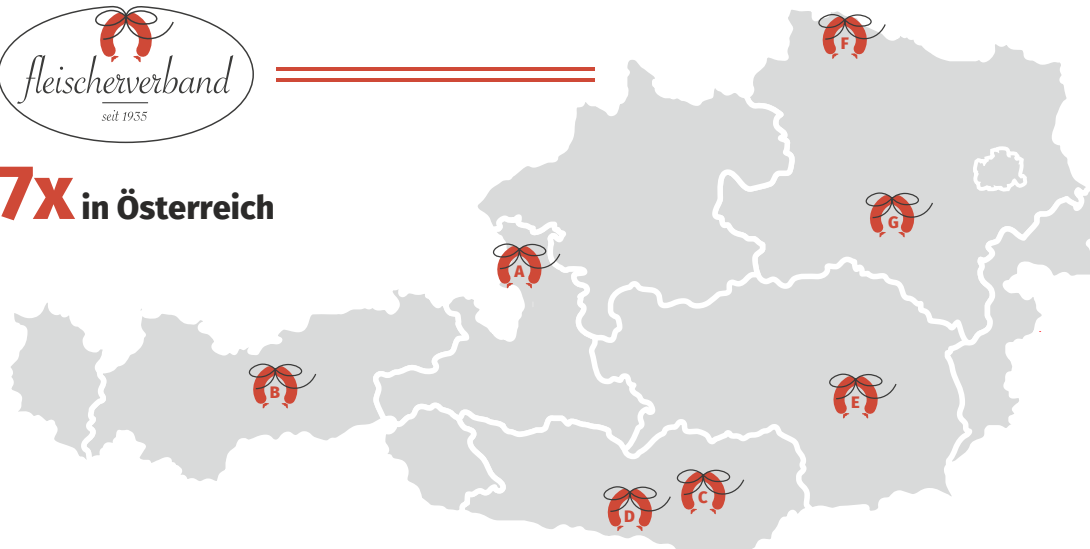 fleischerverband
seit 1935
7x in Österreich
F
G
A
B
E
C
D